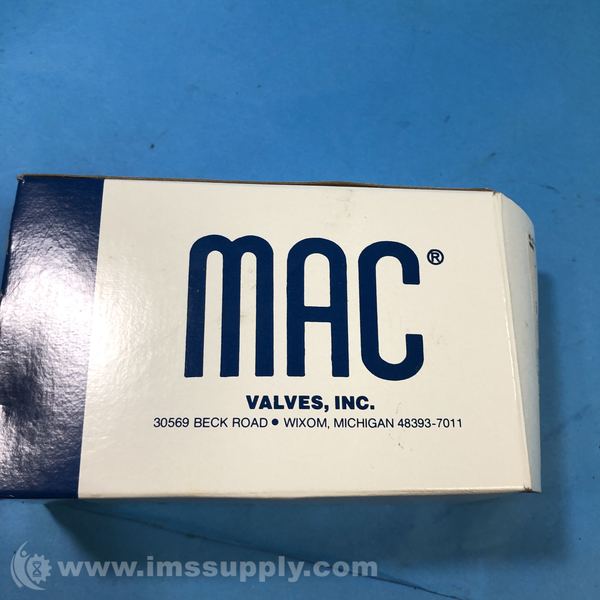 MAC®
VALVES, INC.
30569 BECK ROAD • WIXOM, MICHIGAN 48393-7011
www.imssupply.com